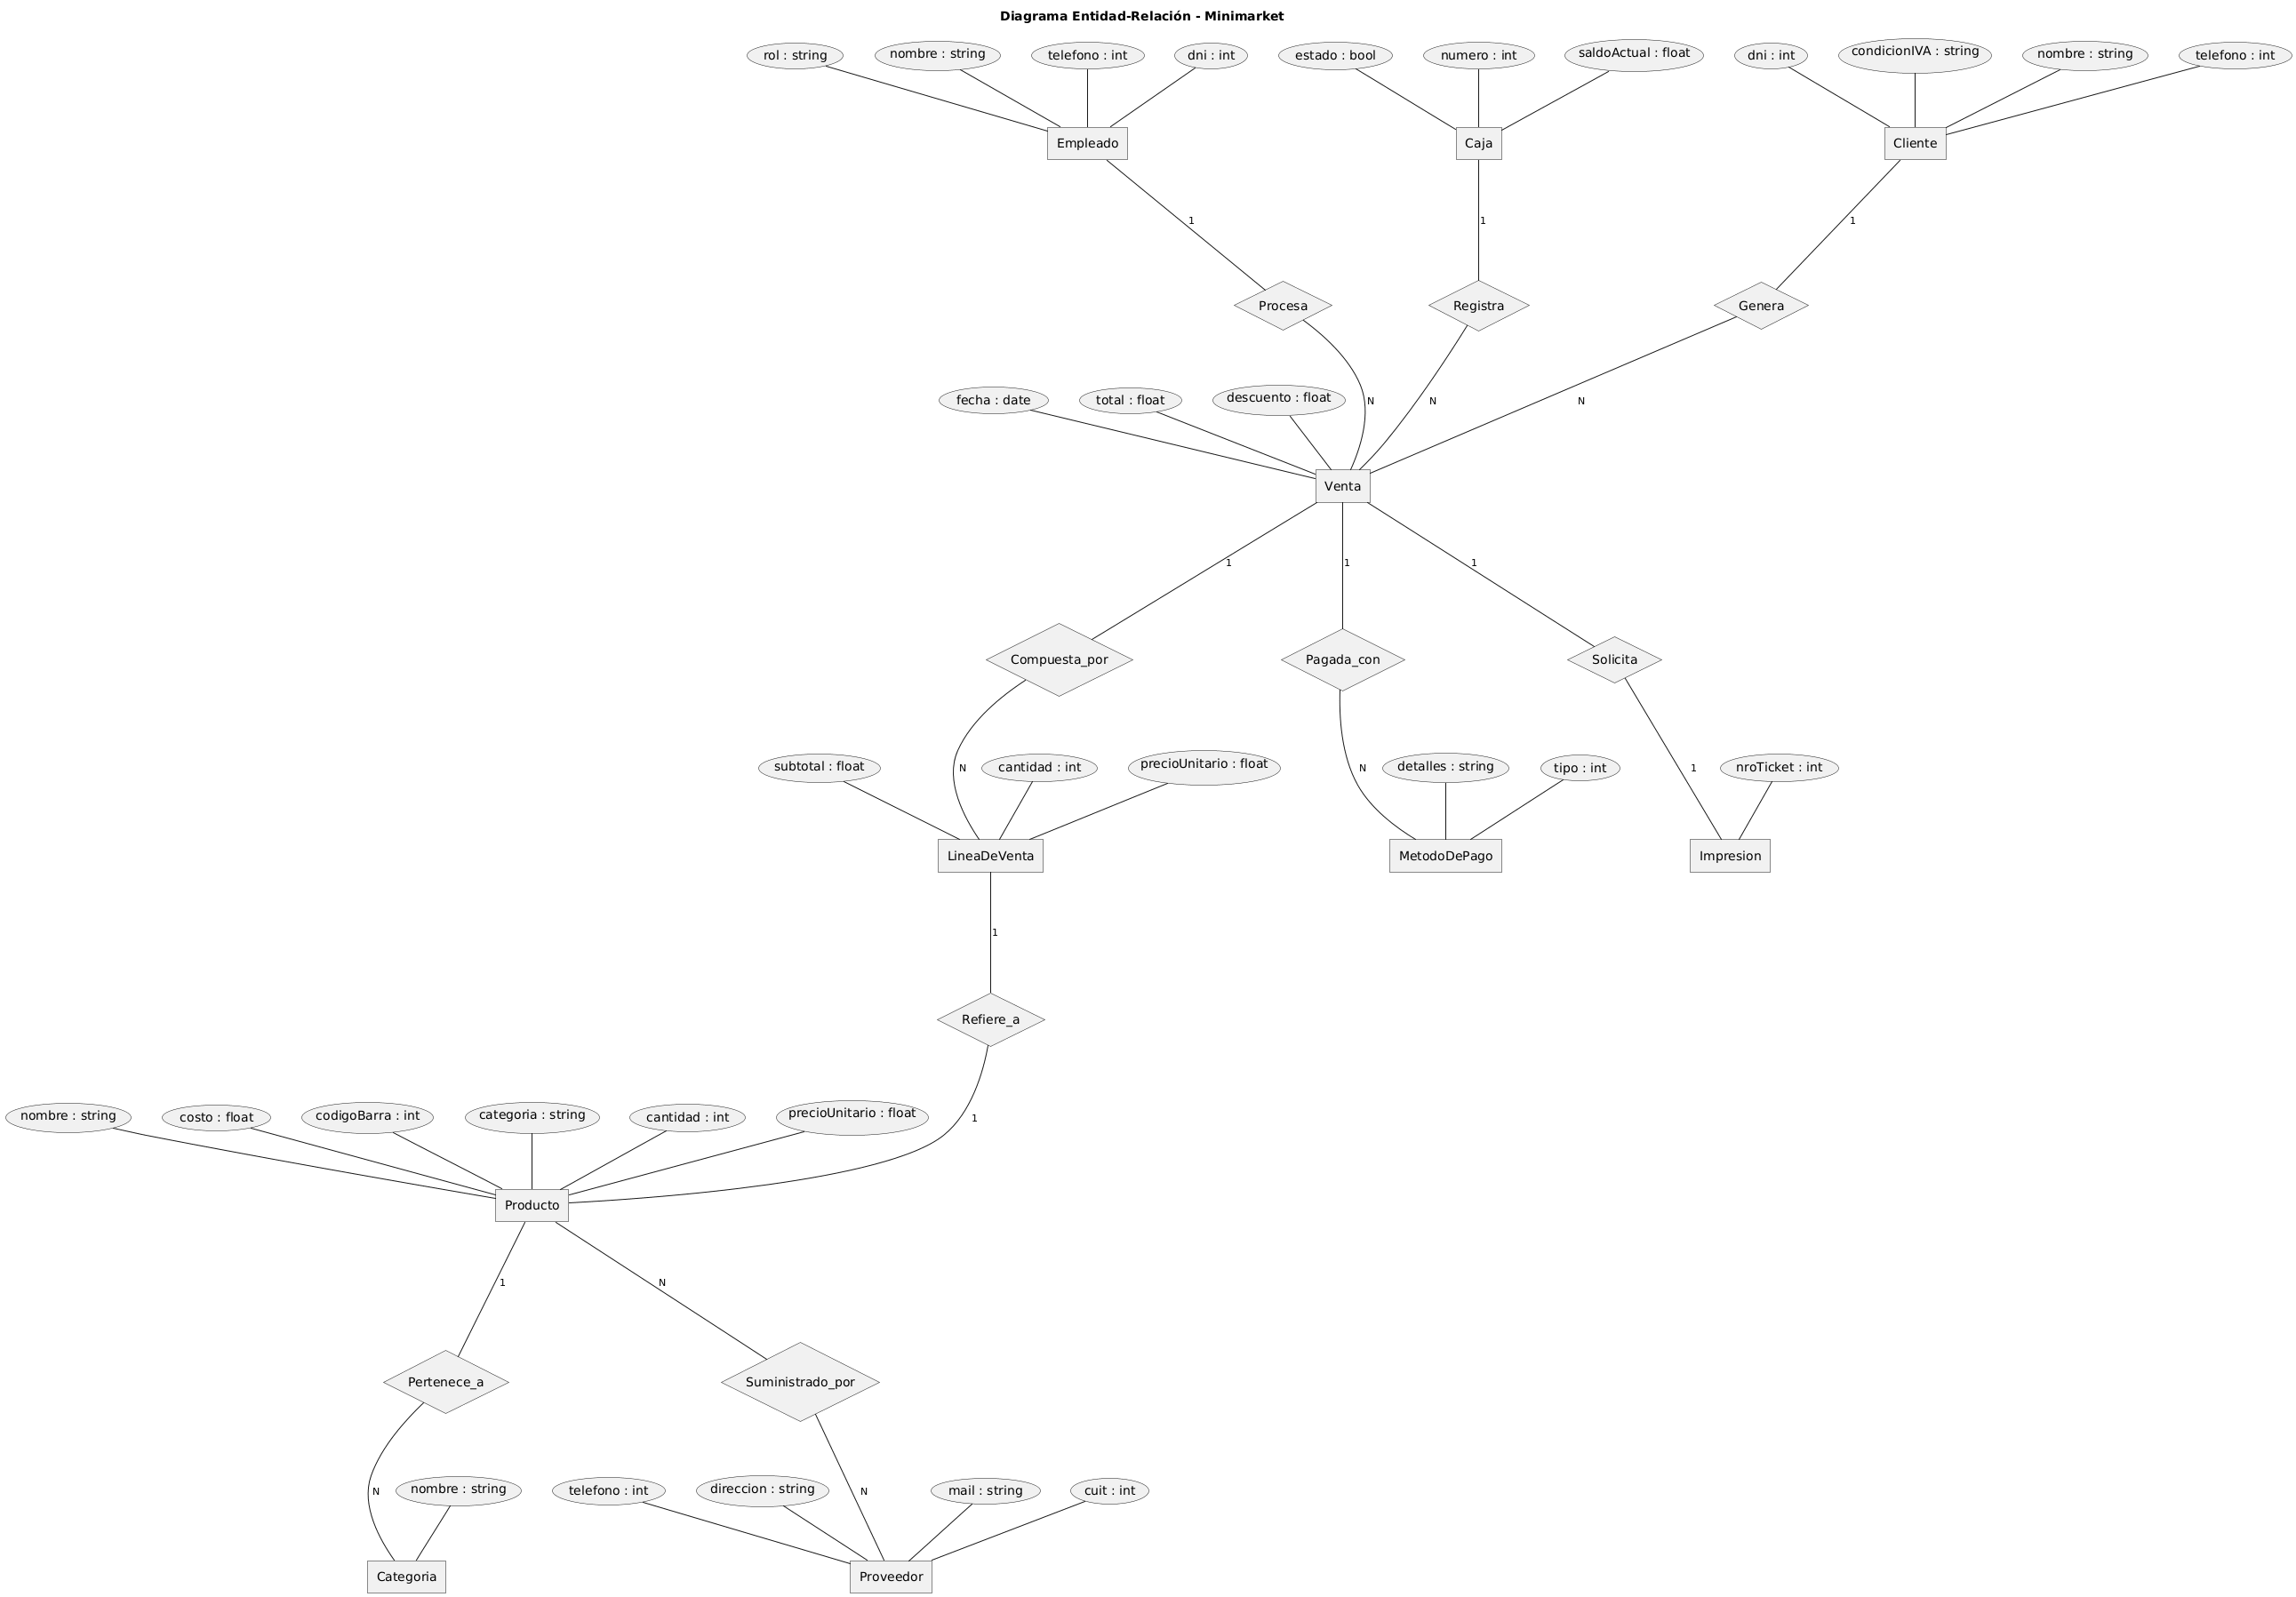 Diagrama Entidad-Relación - Minimarket
rol : string
nombre : string
telefono : int
dni : int
estado : bool
numero : int
saldoActual : float
dni : int
condicionIVA : string
nombre : string
telefono : int
Empleado
Caja
Cliente
1
1
1
Procesa
Registra
Genera
fecha : date
total : float
descuento : float
N
N
N
Venta
1
1
1
Compuesta_por
Pagada_con
Solicita
subtotal : float
N
cantidad : int
precioUnitario : float
N
detalles : string
tipo : int
1
nroTicket : int
LineaDeVenta
MetodoDePago
Impresion
1
Refiere_a
nombre : string
costo : float
codigoBarra : int
categoria : string
cantidad : int
precioUnitario : float
1
Producto
1
N
Pertenece_a
Suministrado_por
N
nombre : string
telefono : int
direccion : string
N
mail : string
cuit : int
Categoria
Proveedor